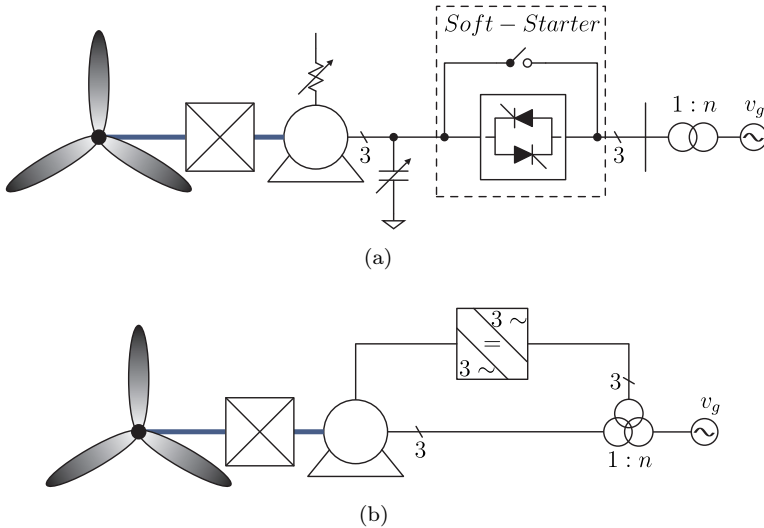 Soft − Starter
1 : n
v_g
3
3
(a)
3 ∼
=
3 ∼
3
v_g
3
1 : n
(b)